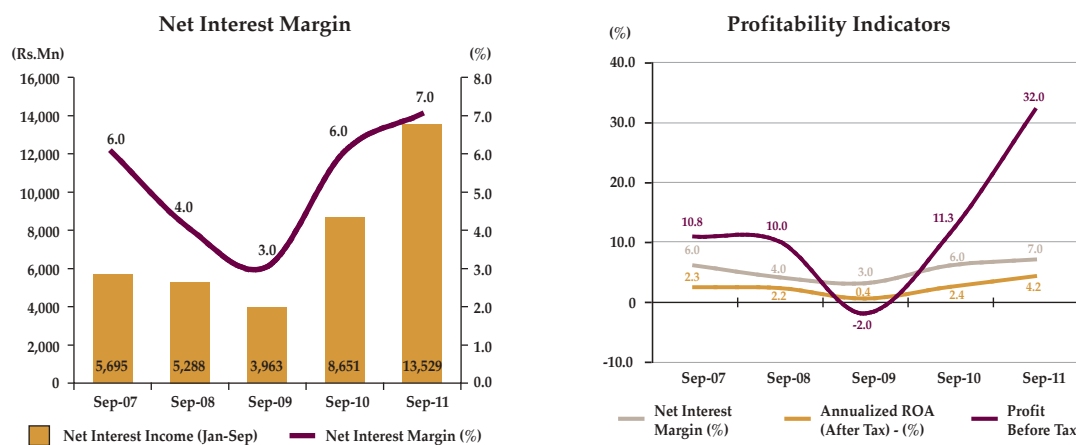 Net Interest Margin
(Rs.Mn)
(%)
16,000
14,000
12,000
10,000
8,000
6,000
4,000
2,000
0
8.0
7.0
6.0
5.0
4.0
3.0
2.0
1.0
0.0
6.0
4.0
3.0
6.0
7.0
5,695
5,288
3,963
8,651
13,529
Sep-07
Sep-08
Sep-09
Sep-10
Sep-11
Net Interest Income (Jan-Sep)
Net Interest Margin (%)
Profitability Indicators
(%)
40.0
30.0
20.0
10.0
0
-10.0
10.8
10.0
-2.0
11.3
32.0
6.0
4.0
3.0
6.0
7.0
2.3
2.2
0.4
2.4
4.2
Sep-07
Sep-08
Sep-09
Sep-10
Sep-11
Net Interest
Margin (%)
Annualized ROA
(After Tax) - (%)
Profit
Before Tax